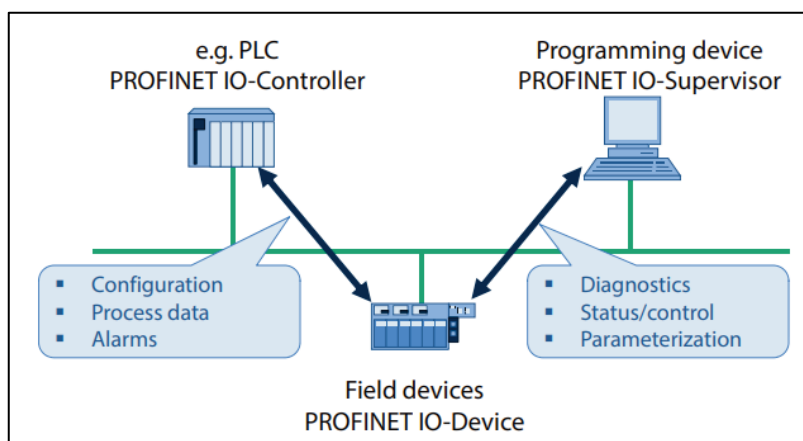 e.g. PLC
PROFINET IO-Controller
Programming device
PROFINET IO-Supervisor
▪ Configuration
▪ Process data
▪ Alarms
▪ Diagnostics
▪ Status/control
▪ Parameterization
Field devices
PROFINET IO-Device